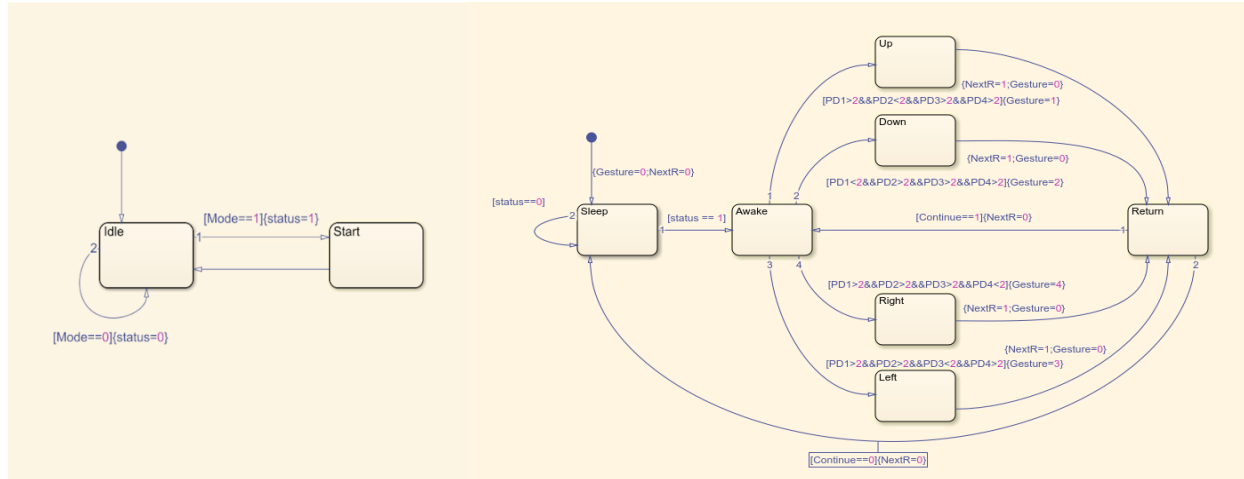 Idle
2
1
[Mode==1]{status=1}
Start
[Mode==0]{status=0}
{Gesture=0;NextR=0}
[status==0]
2
Sleep
1
[status == 1]
Awake
1
2
3
4
Up
{NextR=1;Gesture=0}
[PD1>2&&PD2<2&&PD3>2&&PD4>2]{Gesture=1}
Down
{NextR=1;Gesture=0}
[PD1<2&&PD2>2&&PD3>2&&PD4>2]{Gesture=2}
[Continue==1]{NextR=0}
Return
1
2
[PD1>2&&PD2>2&&PD3>2&&PD4<2]{Gesture=4}
Right
{NextR=1;Gesture=0}
{NextR=1;Gesture=0}
[PD1>2&&PD2>2&&PD3<2&&PD4>2]{Gesture=3}
Left
[Continue==0]{NextR=0}